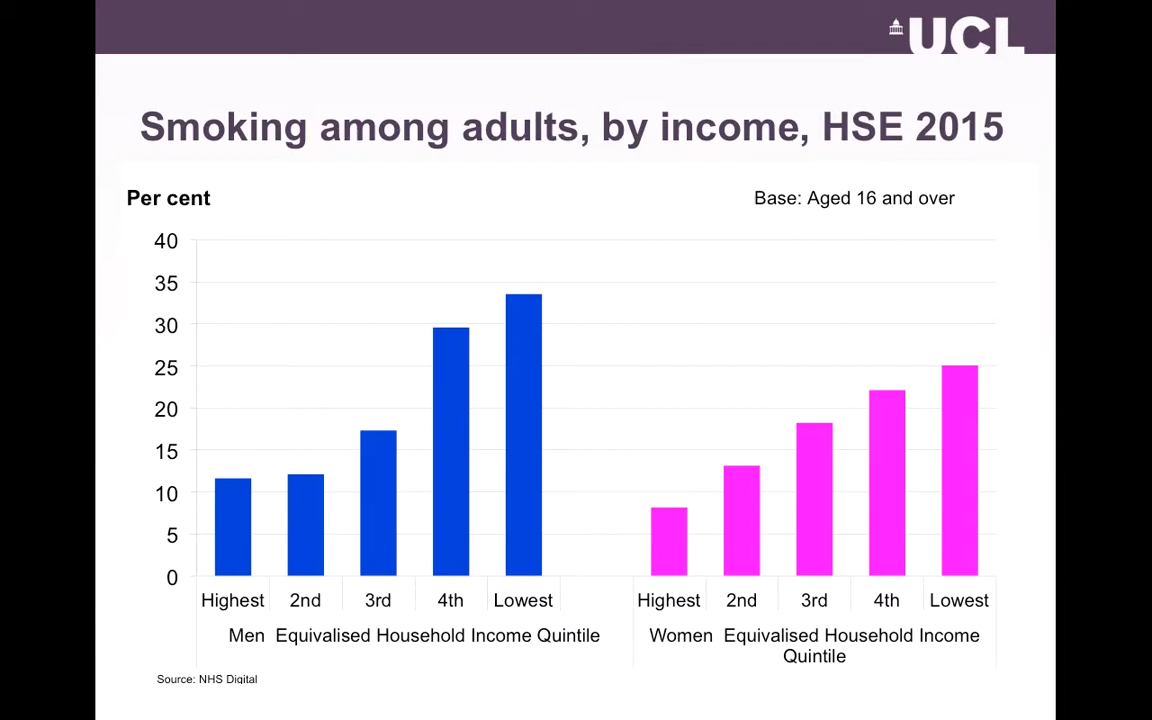 UCL
Smoking among adults, by income, HSE 2015
Per cent
Base: Aged 16 and over
40
35
30
25
20
15
10
5
0
Highest 2nd 3rd 4th Lowest Highest 2nd 3rd 4th Lowest
Men Equivalised Household Income Quintile
Women Equivalised Household Income
Quintile
Source: NHS Digital